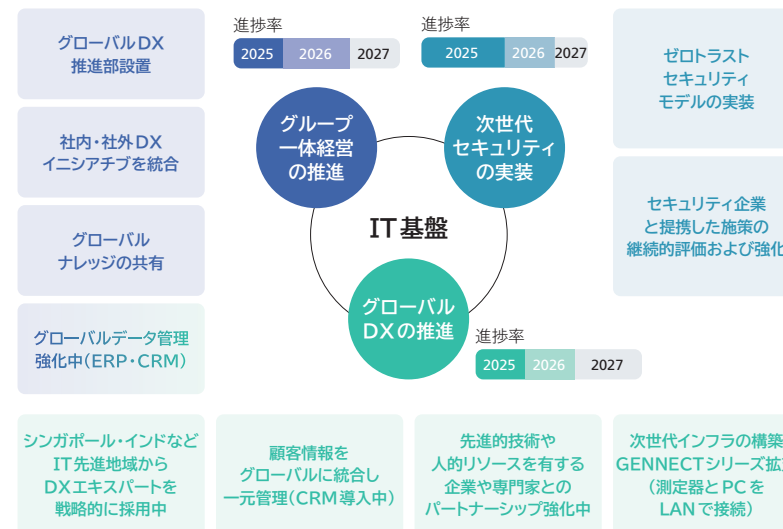 グローバルDX
推進部設置
社内・社外DX
イニシアチブを統合
グローバル
ナレッジの共有
グローバルデータ管理
強化中(ERP・CRM)
進捗率
2025 2026 2027
進捗率
2025 2026 2027
グループ
一体経営
の推進
次世代
セキュリティ
の実装
IT基盤
グローバル
DXの推進
進捗率
2025 2026 2027
ゼロトラスト
セキュリティ
モデルの実装
セキュリティ企業
と提携した施策の
継続的評価および強化
シンガポール・インドなど
IT先進地域から
DXエキスパートを
戦略的に採用中
顧客情報を
グローバルに統合し
一元管理(CRM導入中)
先進的技術や
人的リソースを有する
企業や専門家との
パートナーシップ強化中
次世代インフラの構築
GENNECTシリーズ拡
(測定器とPCを
LANで接続)